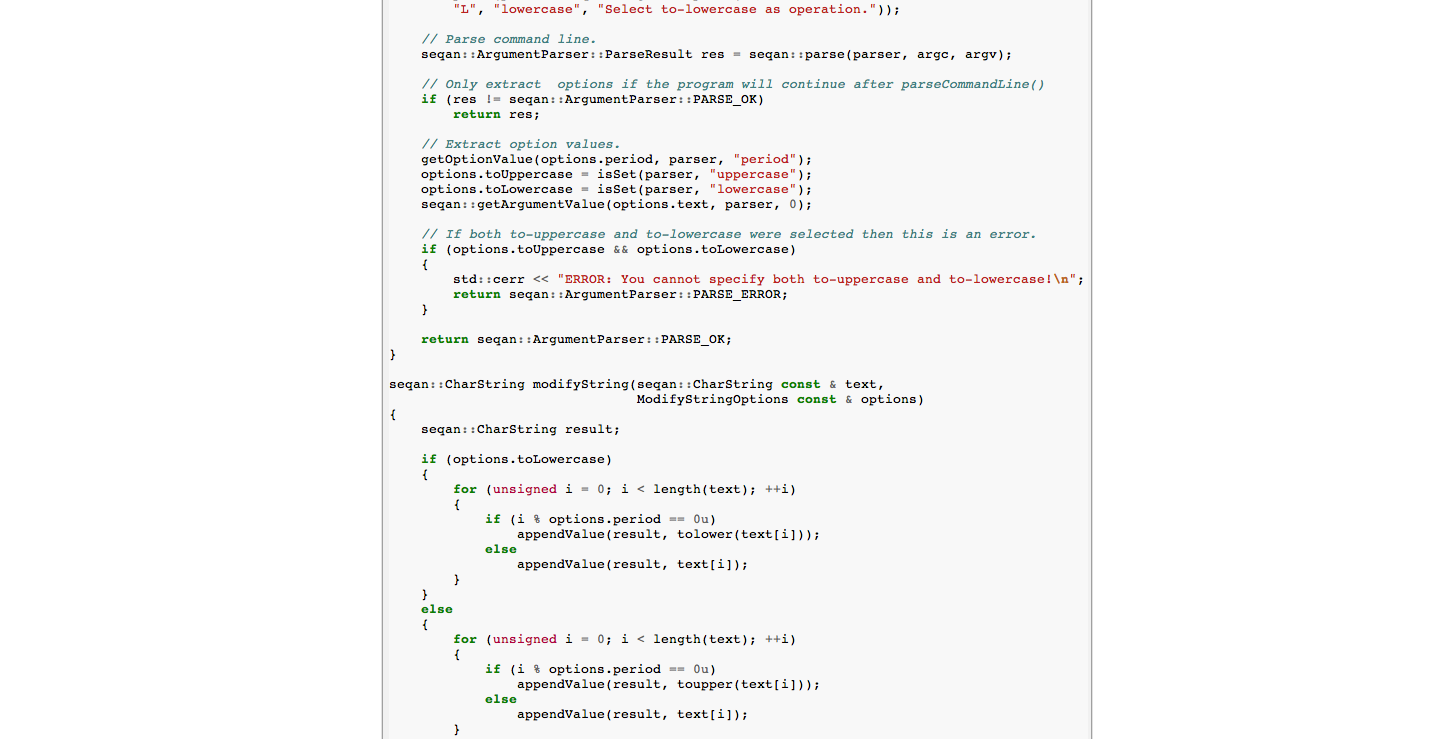 "L", "lowercase", "Select to-lowercase as operation."));
// Parse command line.
seqan::ArgumentParser::ParseResult res = seqan::parse(parser, argc, argv);
// Only extract  options if the program will continue after parseCommandLine()
if (res != seqan::ArgumentParser::PARSE_OK)
return res;
// Extract option values.
getOptionValue(options.period, parser, "period");
options.toUppercase = isSet(parser, "uppercase");
options.toLowercase = isSet(parser, "lowercase");
seqan::getArgumentValue(options.text, parser, 0);
// If both to-uppercase and to-lowercase were selected then this is an error.
if (options.toUppercase && options.toLowercase)
{
std::cerr << "ERROR: You cannot specify both to-uppercase and to-lowercase!\n";
return seqan::ArgumentParser::PARSE_ERROR;
}
return seqan::ArgumentParser::PARSE_OK;
}
seqan::CharString modifyString(seqan::CharString const & text,
ModifyStringOptions const & options)
{
seqan::CharString result;
if (options.toLowercase)
{
for (unsigned i = 0; i < length(text); ++i)
{
if (i % options.period == 0u)
appendValue(result, tolower(text[i]));
else
appendValue(result, text[i]);
}
}
else
{
for (unsigned i = 0; i < length(text); ++i)
{
if (i % options.period == 0u)
appendValue(result, toupper(text[i]));
else
appendValue(result, text[i]);
}